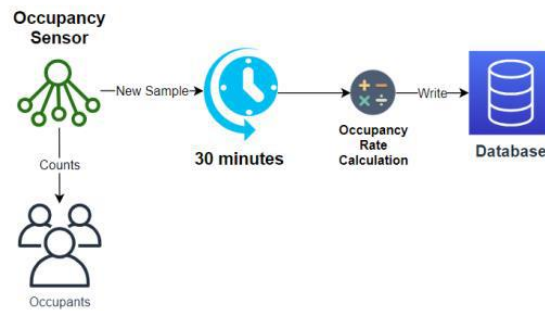 Occupancy
Sensor
New Sample
30 minutes
Occupancy
Rate
Calculation
Write
Database
Counts
Occupants